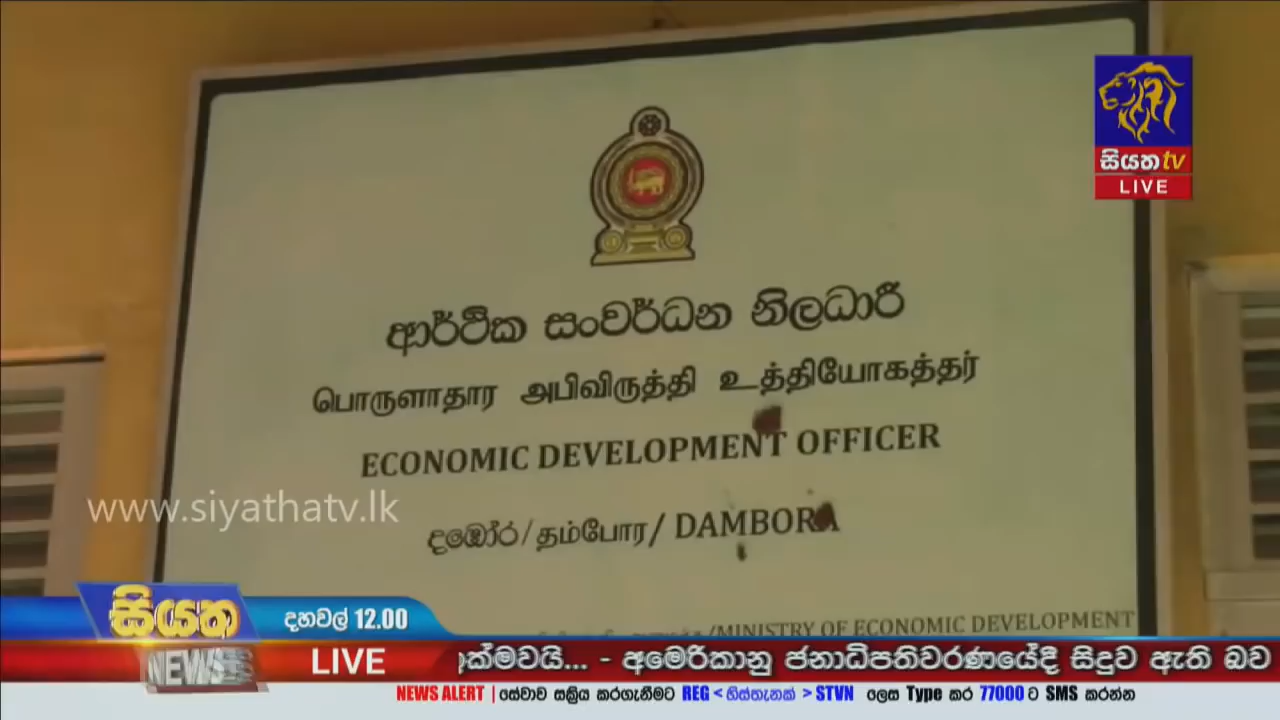 සියත tv
LIVE
ආර්ථික සංවර්ධන නිලධාරී
பொருளாதார அபிவிருத்தி உத்தியோகத்தர்
ECONOMIC DEVELOPMENT OFFICER
www.siyathatv.lk
දඹෝර/தம்போரா/ DAMBORA
/MINISTRY OF ECONOMIC DEVELOPMENT
සියත
දහවල් 12.00
NEWS
LIVE
ක්මවයි... - අමෙරිකානු ජනාධිපතිවරණයේදී සිදුව ඇති බව
NEWS ALERT | සේවාව සක්‍රිය කරගැනීමට REG < හිස්තැනක් > STVN ලෙස Type කර 77000 ට SMS කරන්න